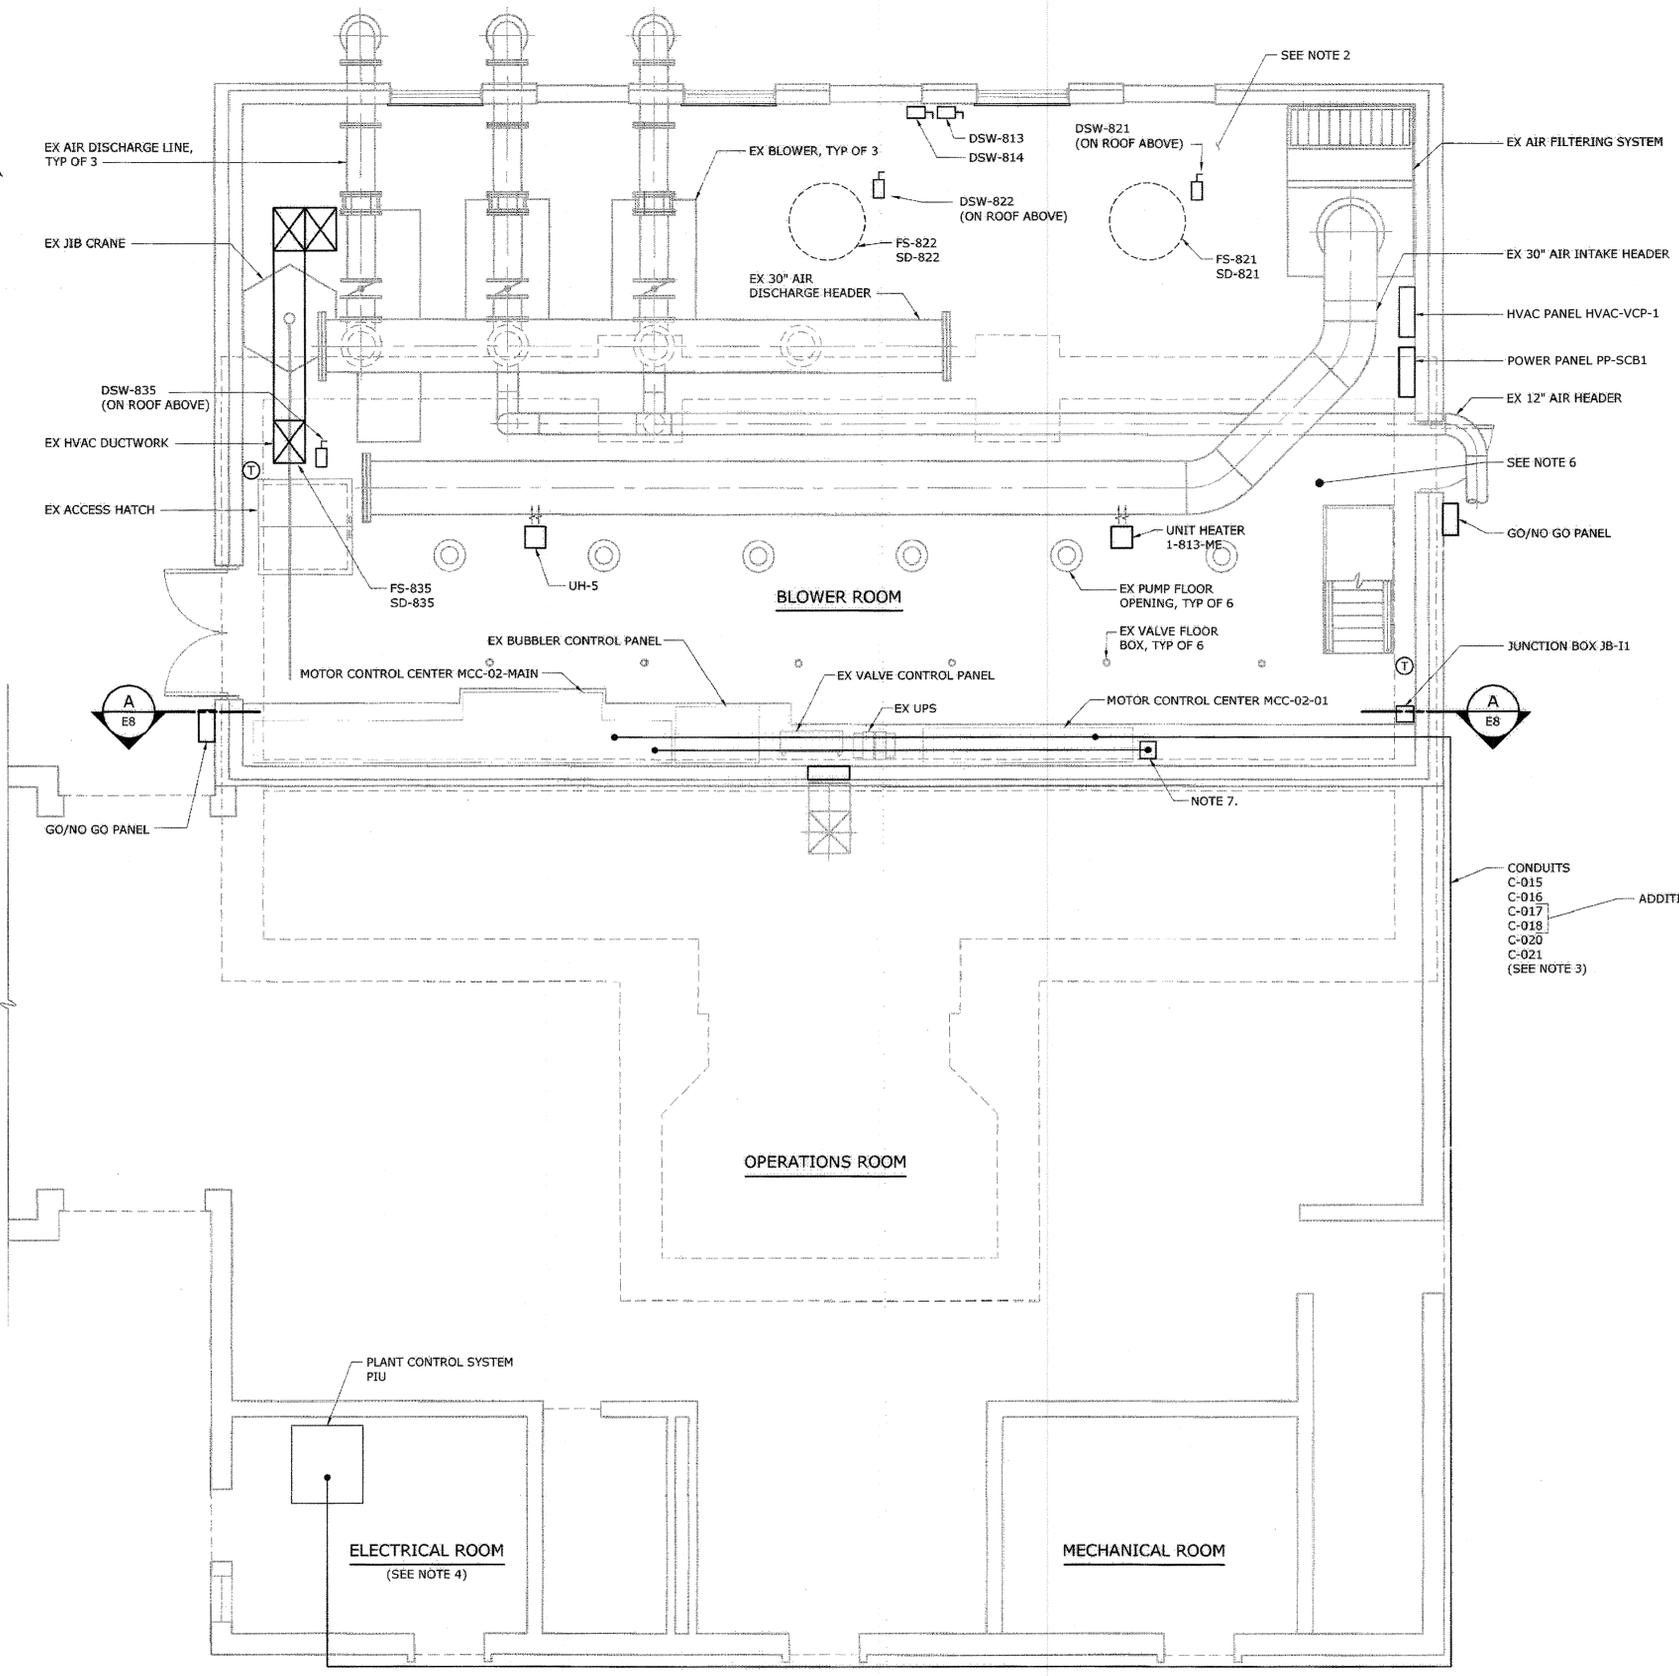 SEE NOTE 2
EX AIR DISCHARGE LINE,
TYP OF 3
EX BLOWER, TYP OF 3
DSW-813
DSW-814
DSW-821
(ON ROOF ABOVE)
EX AIR FILTERING SYSTEM
DSW-822
(ON ROOF ABOVE)
EX JIB CRANE
FS-822
SD-822
FS-821
SD-821
EX 30" AIR INTAKE HEADER
EX 30" AIR
DISCHARGE HEADER
HVAC PANEL HVAC-VCP-1
POWER PANEL PP-SCB1
DSW-835
(ON ROOF ABOVE)
EX 12" AIR HEADER
EX HVAC DUCTWORK
T
SEE NOTE 6
EX ACCESS HATCH
UNIT HEATER
1-813-ME
GO/NO GO PANEL
FS-835
SD-835
UH-5
BLOWER ROOM
EX PUMP FLOOR
OPENING, TYP OF 6
EX BUBBLER CONTROL PANEL
EX VALVE FLOOR
BOX, TYP OF 6
JUNCTION BOX JB-I1
T
MOTOR CONTROL CENTER MCC-02-MAIN
EX VALVE CONTROL PANEL
MOTOR CONTROL CENTER MCC-02-01
EX UPS
A
E8
A
E8
NOTE 7.
GO/NO GO PANEL
CONDUITS
C-015
C-016
C-017
C-018
C-020
C-021
(SEE NOTE 3)
ADDITI
OPERATIONS ROOM
PLANT CONTROL SYSTEM
PIU
ELECTRICAL ROOM
(SEE NOTE 4)
MECHANICAL ROOM